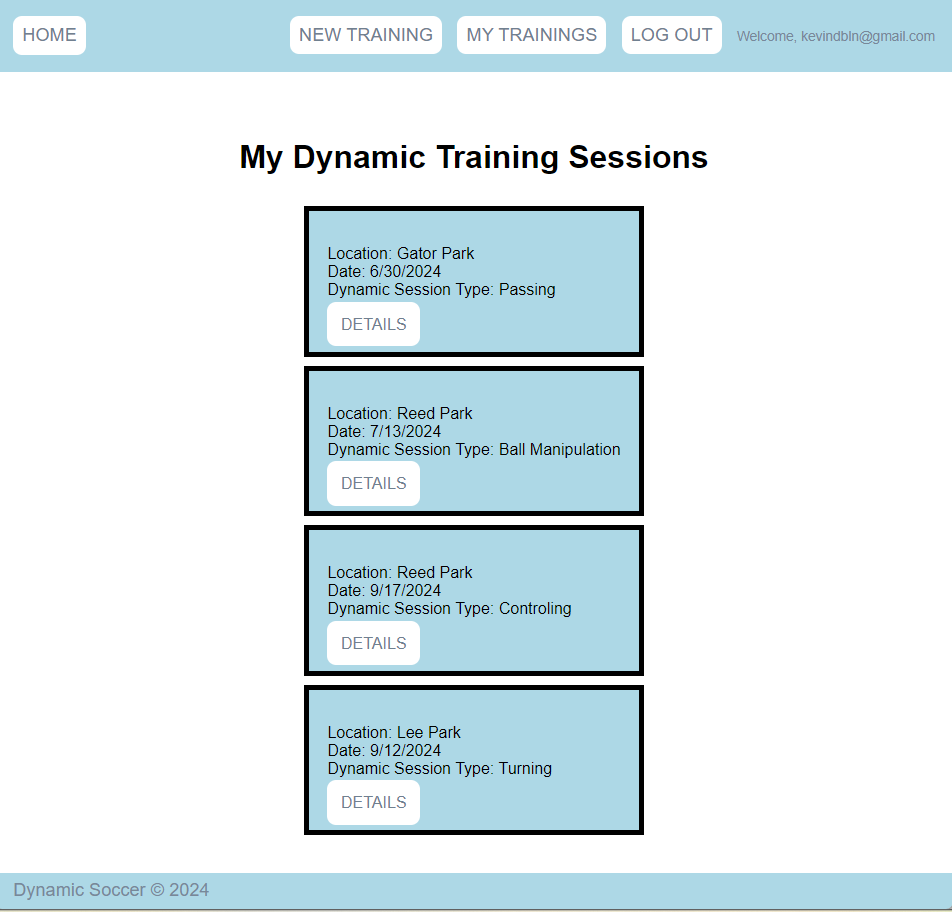 HOME
NEW TRAINING
MY TRAININGS
LOG OUT
Welcome, kevindbln@gmail.com
My Dynamic Training Sessions
Location: Gator Park
Date: 6/30/2024
Dynamic Session Type: Passing
DETAILS
Location: Reed Park
Date: 7/13/2024
Dynamic Session Type: Ball Manipulation
DETAILS
Location: Reed Park
Date: 9/17/2024
Dynamic Session Type: Controling
DETAILS
Location: Lee Park
Date: 9/12/2024
Dynamic Session Type: Turning
DETAILS
Dynamic Soccer © 2024